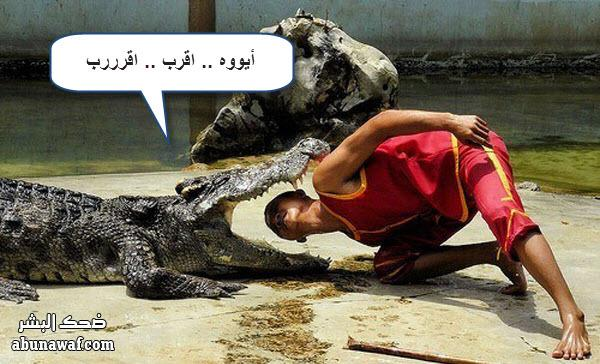 أيووه .. اقرب .. اقرررب
ضحك البشر
abunawaf.com